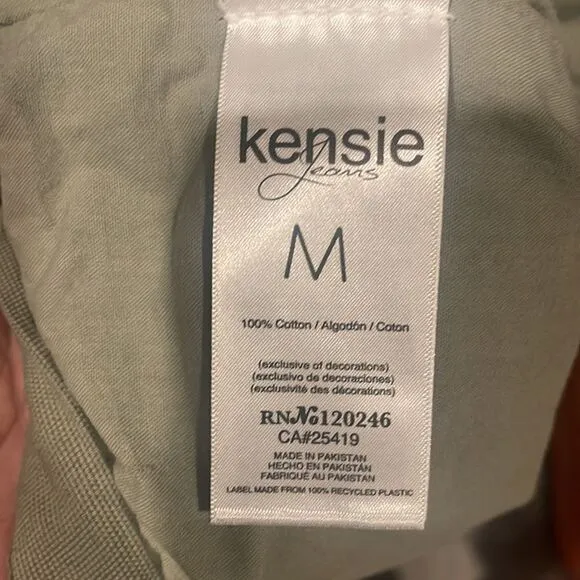 kensie
Jeans
M
100% Cotton / Algodón / Coton
(exclusive of decorations)
(exclusivo de decoraciones)
(exclusivité des décorations)
RN№120246
CA#25419
MADE IN PAKISTAN
HECHO EN PAKISTÁN
FABRIQUÉ AU PAKISTAN
LABEL MADE FROM 100% RECYCLED PLASTIC